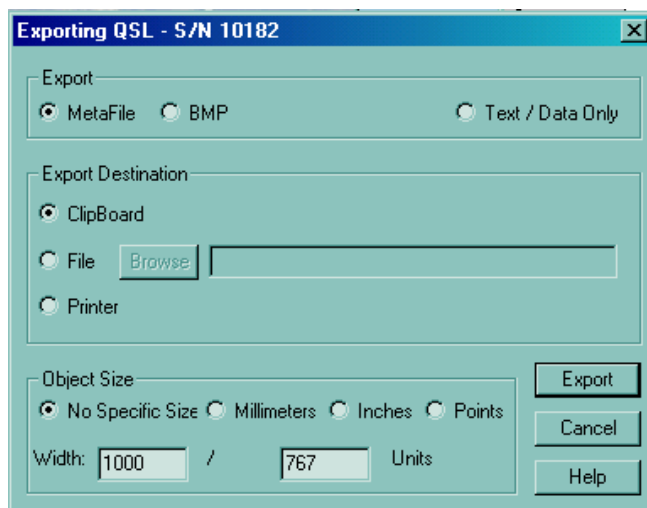 Exporting QSL - S/N 10182
Export
MetaFile BMP Text / Data Only
Export Destination
ClipBoard
File Browse
Printer
Object Size
No Specific Size Millimeters Inches Points
Width: 1000 / 767 Units
Export
Cancel
Help